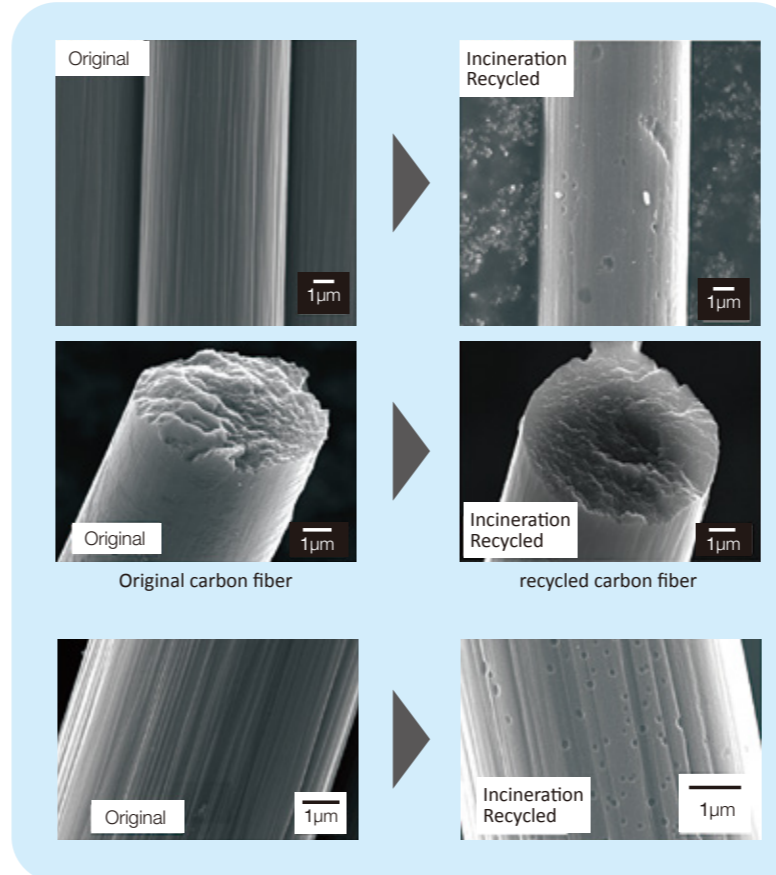 Original
Incineration
Recycled
1μm
1μm
Original
1μm
Incineration
Recycled
1μm
Original carbon fiber
recycled carbon fiber
Original
1μm
Incineration
Recycled
1μm